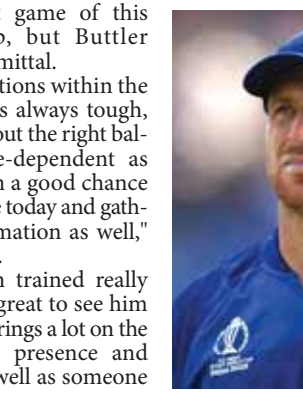 game of this
but Buttler
mittal.
tions within the
s always tough,
out the right bal-
e-dependent as
a good chance
today and gath-
mation as well,"
trained really
great to see him
rings a lot on the
presence and
well as someone